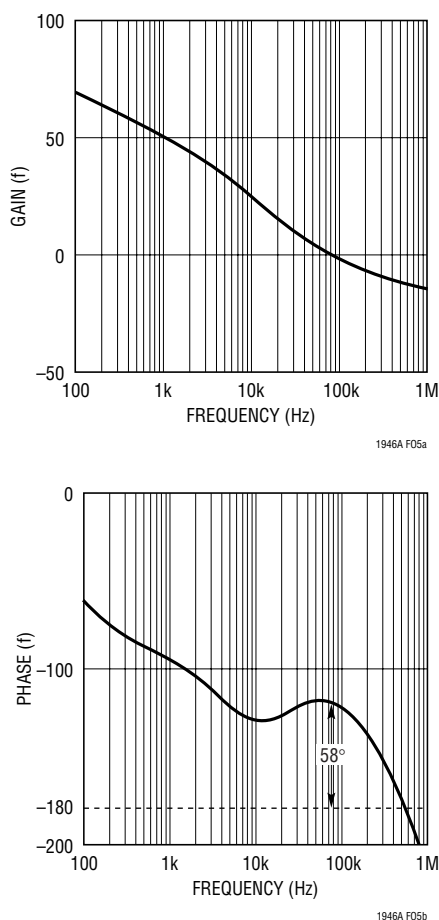 100
50
0
–50
GAIN (f)
100 1k 10k 100k 1M
FREQUENCY (Hz)
1946A F05a
0
–100
–180
–200
PHASE (f)
58°
100 1k 10k 100k 1M
FREQUENCY (Hz)
1946A F05b